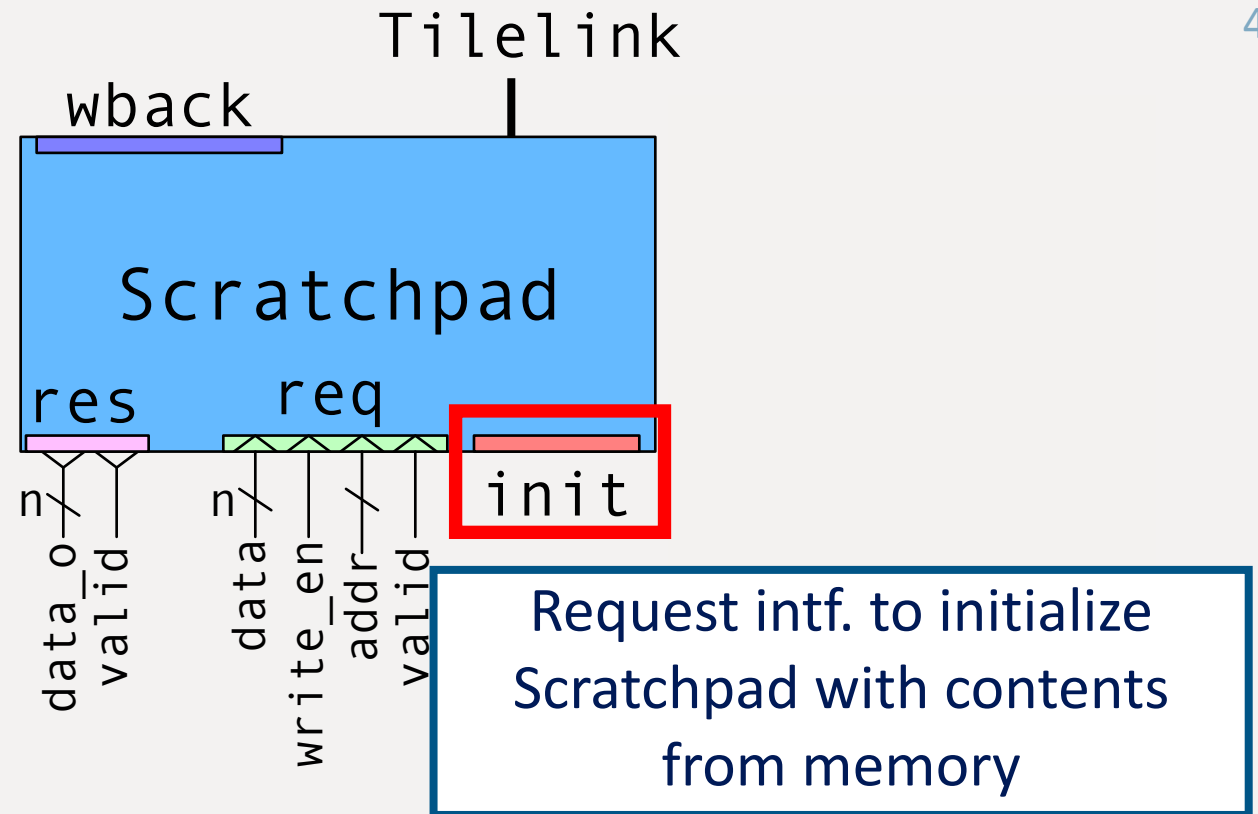 4
Tilelink
wback
Scratchpad
res
req
init
n
n
data_o
valid
data
write_en
addr
valid
Request intf. to initialize
Scratchpad with contents
from memory